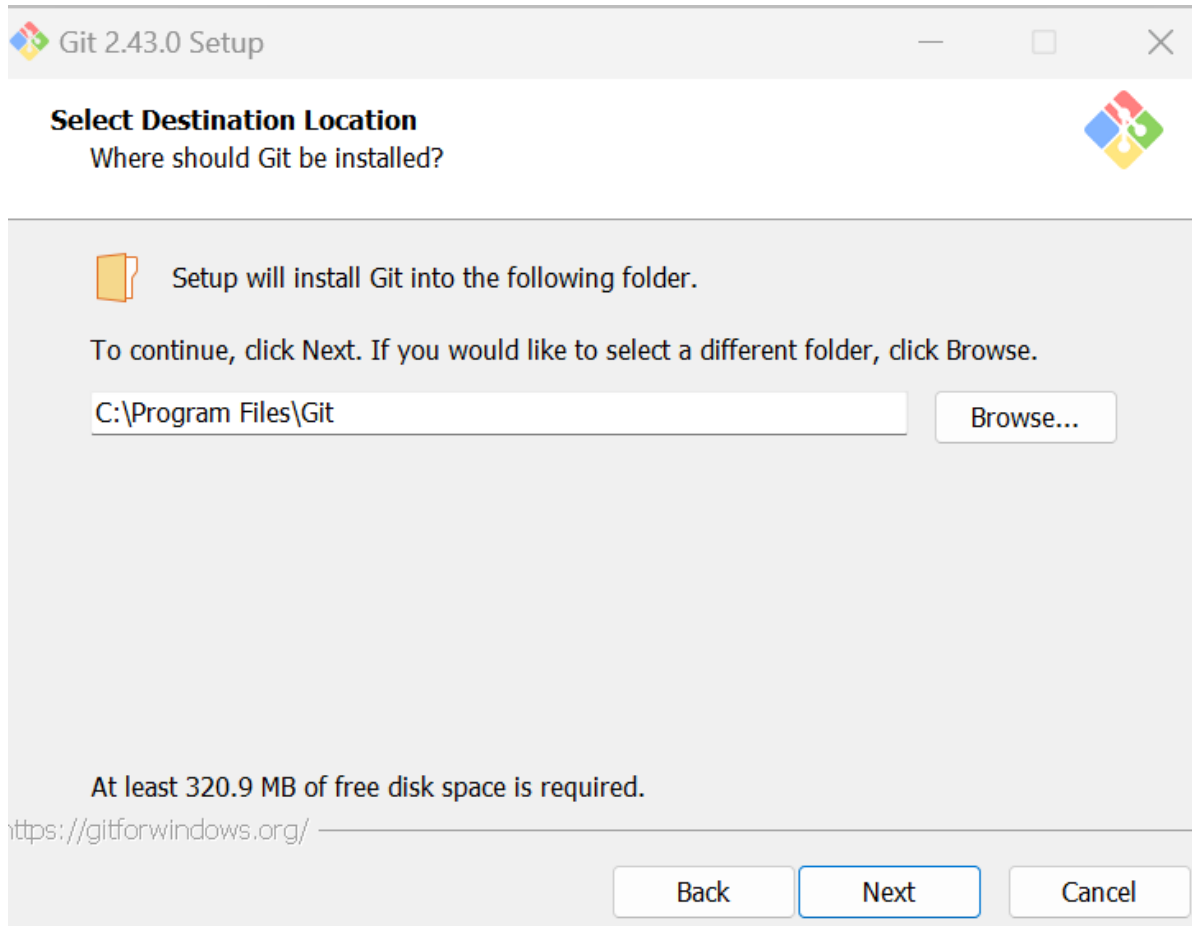 Git 2.43.0 Setup
Select Destination Location
Where should Git be installed?
Setup will install Git into the following folder.
To continue, click Next. If you would like to select a different folder, click Browse.
C:\Program Files\Git
Browse...
At least 320.9 MB of free disk space is required.
https://gitforwindows.org/
Back
Next
Cancel